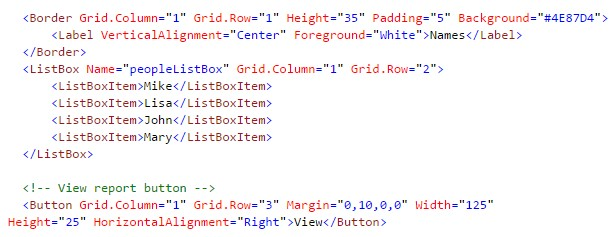 <Border Grid.Column="1" Grid.Row="1" Height="35" Padding="5" Background="#4E87D4">
<Label VerticalAlignment="Center" Foreground="White">Names</Label>
</Border>
<ListBox Name="peopleListBox" Grid.Column="1" Grid.Row="2">
<ListBoxItem>Mike</ListBoxItem>
<ListBoxItem>Lisa</ListBoxItem>
<ListBoxItem>John</ListBoxItem>
<ListBoxItem>Mary</ListBoxItem>
</ListBox>
<!-- View report button -->
<Button Grid.Column="1" Grid.Row="3" Margin="0,10,0,0" Width="125"
Height="25" HorizontalAlignment="Right">View</Button>